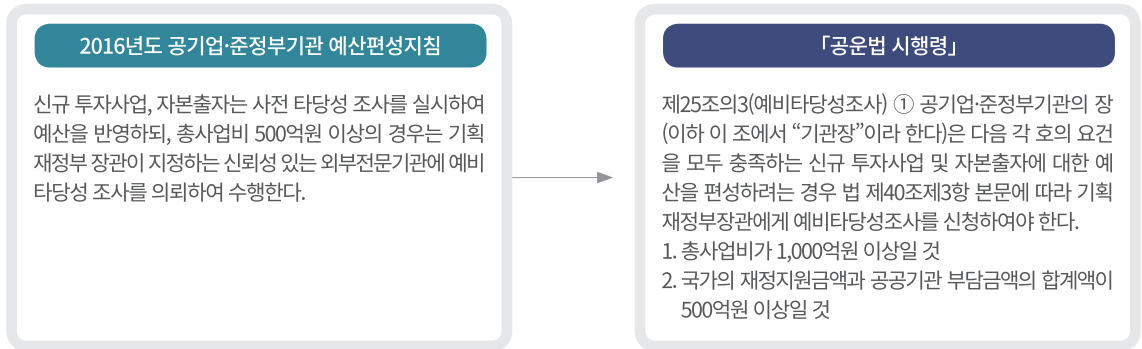 2016년도 공기업·준정부기관 예산편성지침
신규 투자사업, 자본출자는 사전 타당성 조사를 실시하여
예산을 반영하되, 총사업비 500억원 이상의 경우는 기획
재정부 장관이 지정하는 신뢰성 있는 외부전문기관에 예비
타당성 조사를 의뢰하여 수행한다.
「공운법 시행령」
제25조의3(예비타당성조사) ① 공기업·준정부기관의 장
(이하 이 조에서 “기관장”이라 한다)은 다음 각 호의 요건
을 모두 충족하는 신규 투자사업 및 자본출자에 대한 예
산을 편성하려는 경우 법 제40조제3항 본문에 따라 기획
재정부장관에게 예비타당성조사를 신청하여야 한다.
1. 총사업비가 1,000억원 이상일 것
2. 국가의 재정지원금액과 공공기관 부담금액의 합계액이
500억원 이상일 것